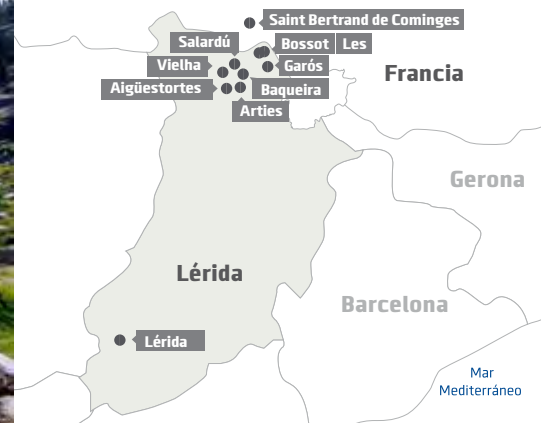 Saint Bertrand de Cominges
Salardú
Bossot
Les
Vielha
Garós
Francia
Aigüestortes
Baqueira
Arties
Gerona
Lérida
Barcelona
Lérida
Mar
Mediterráneo